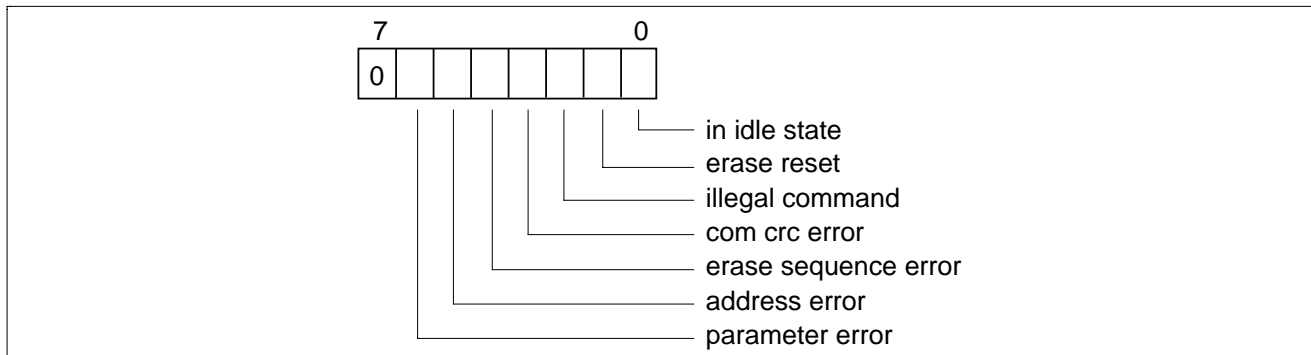 7 0
0
in idle state
erase reset
illegal command
com crc error
erase sequence error
address error
parameter error